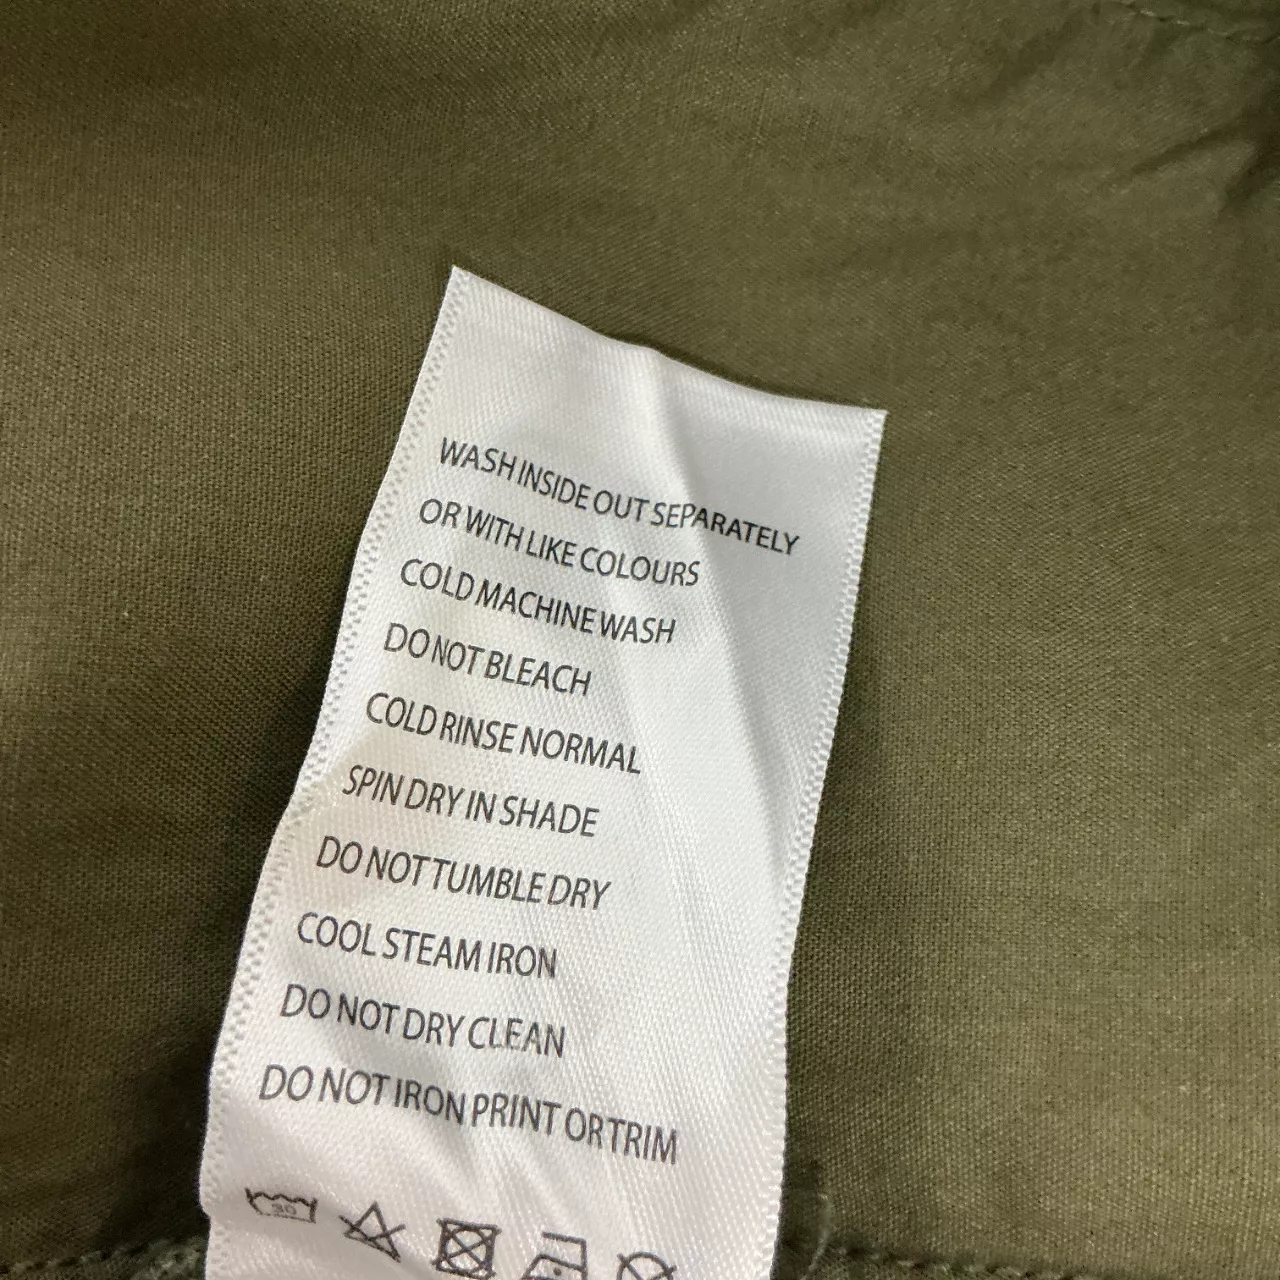 WASH INSIDE OUT SEPARATELY
OR WITH LIKE COLOURS
COLD MACHINE WASH
DO NOT BLEACH
COLD RINSE NORMAL
SPIN DRY IN SHADE
DO NOT TUMBLE DRY
COOL STEAM IRON
DO NOT DRY CLEAN
DO NOT IRON PRINT OR TRIM
30